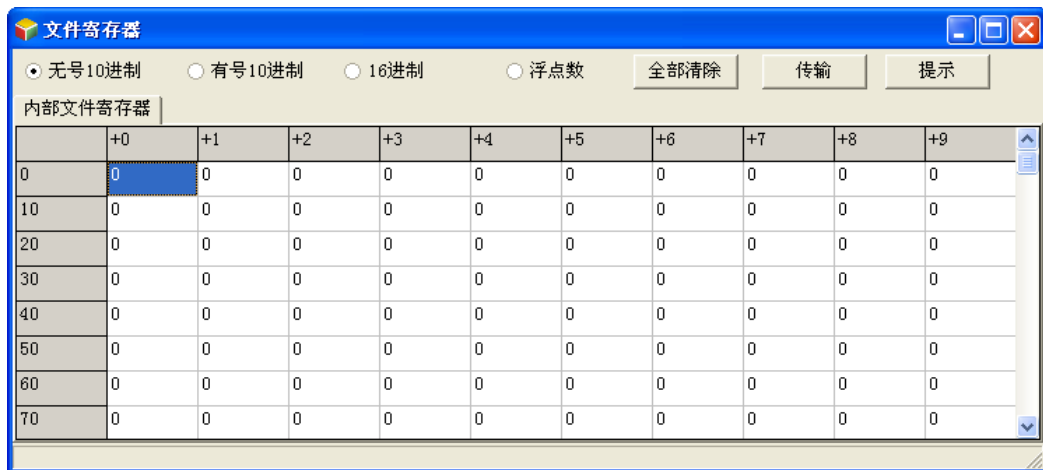 文件寄存器
无号10进制 有号10进制 16进制 浮点数 全部清除 传输 提示
内部文件寄存器
+0 +1 +2 +3 +4 +5 +6 +7 +8 +9
0 0 0 0 0 0 0 0 0 0 0
10 0 0 0 0 0 0 0 0 0 0
20 0 0 0 0 0 0 0 0 0 0
30 0 0 0 0 0 0 0 0 0 0
40 0 0 0 0 0 0 0 0 0 0
50 0 0 0 0 0 0 0 0 0 0
60 0 0 0 0 0 0 0 0 0 0
70 0 0 0 0 0 0 0 0 0 0